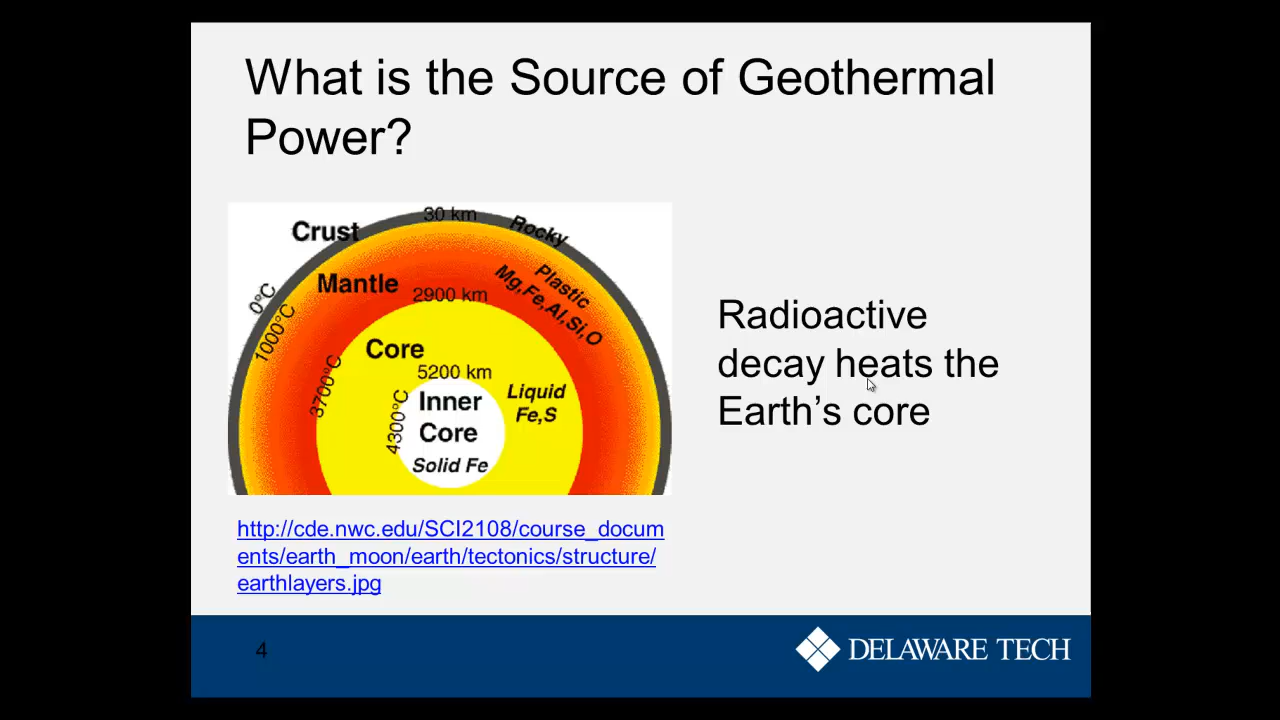 What is the Source of Geothermal
Power?
30 km
Crust
Rocky
Mantle
Plastic
Mg,Fe,Al,Si,O
2900 km
0°C
1000°C
Core
3700°C
5200 km
Liquid
Fe,S
4300°C
Inner
Core
Solid Fe
Radioactive
decay heats the
Earth’s core
http://cde.nwc.edu/SCI2108/course_docum
ents/earth_moon/earth/tectonics/structure/
earthlayers.jpg
4
DELAWARE TECH